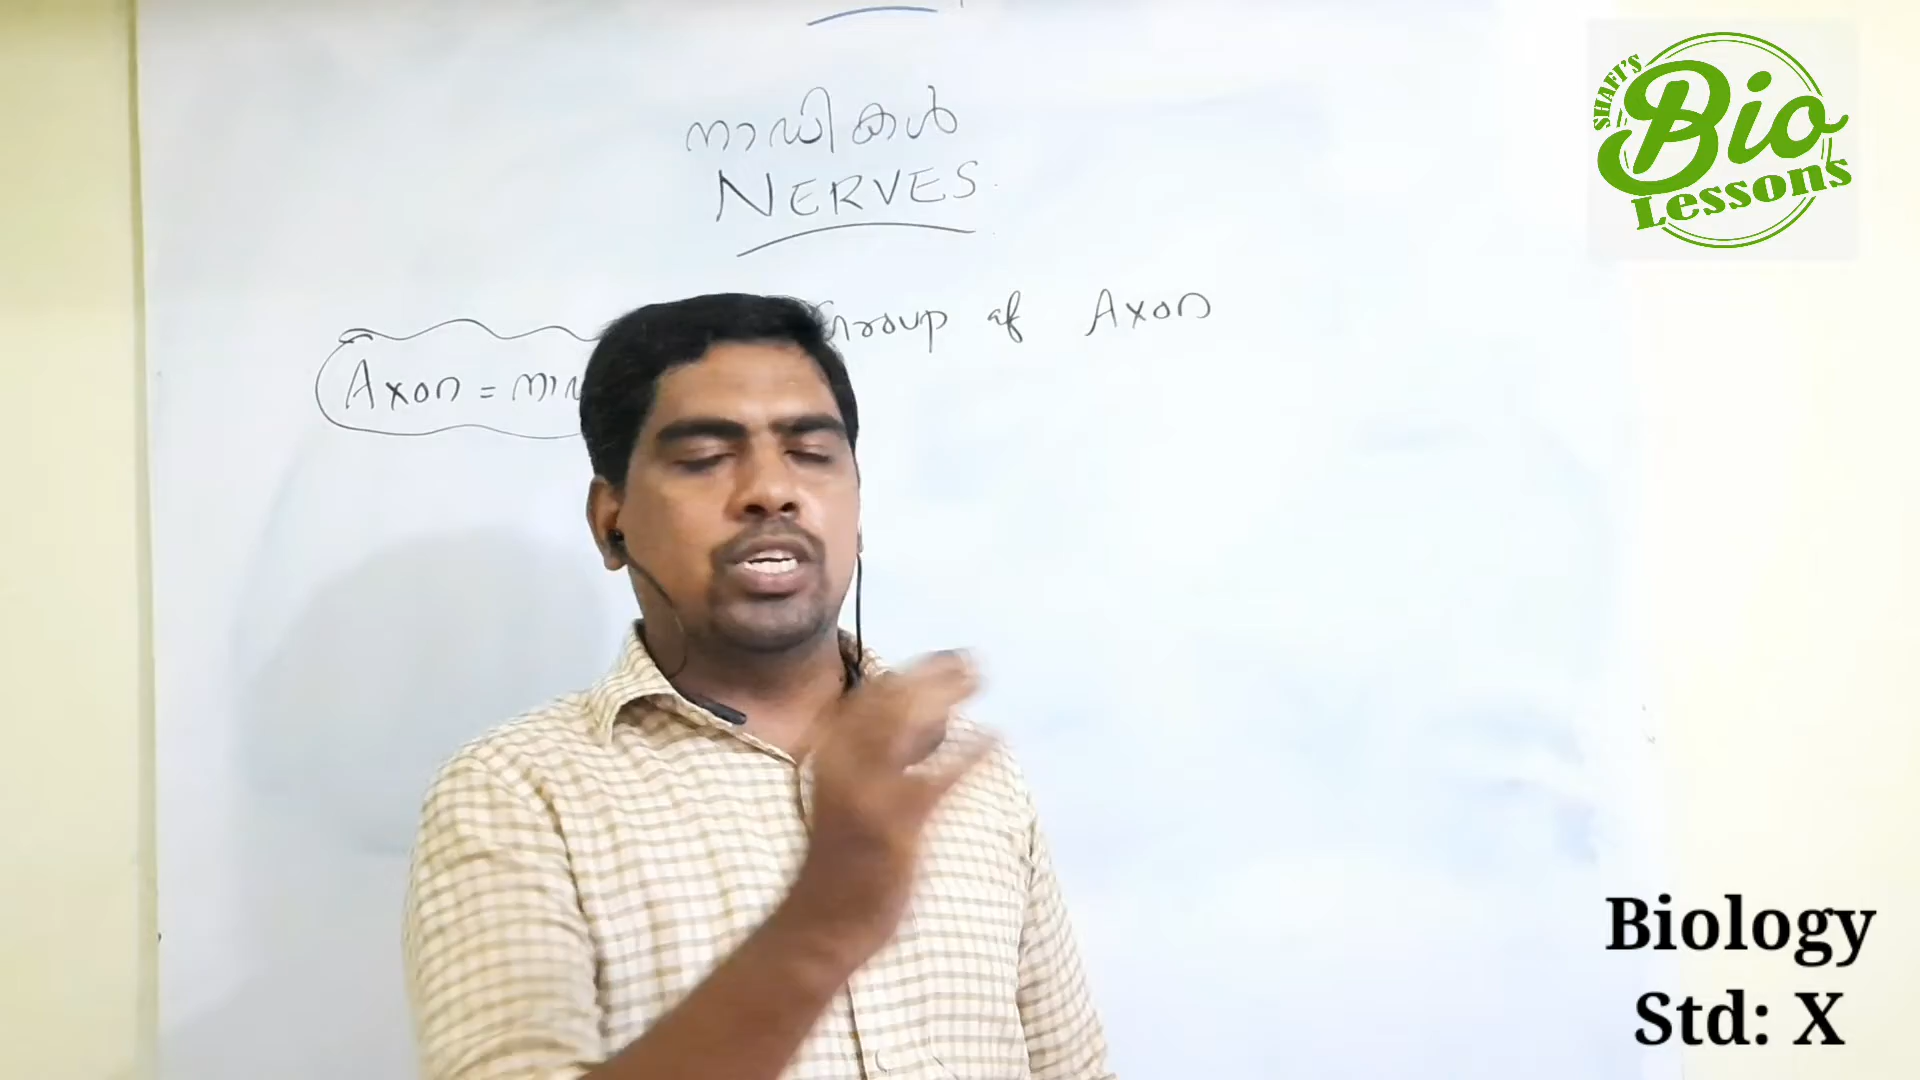 നാഡികൾ
NERVES
Group of Axon
Axon =
SHAFI'S
Bio
Lessons
Biology
Std: X